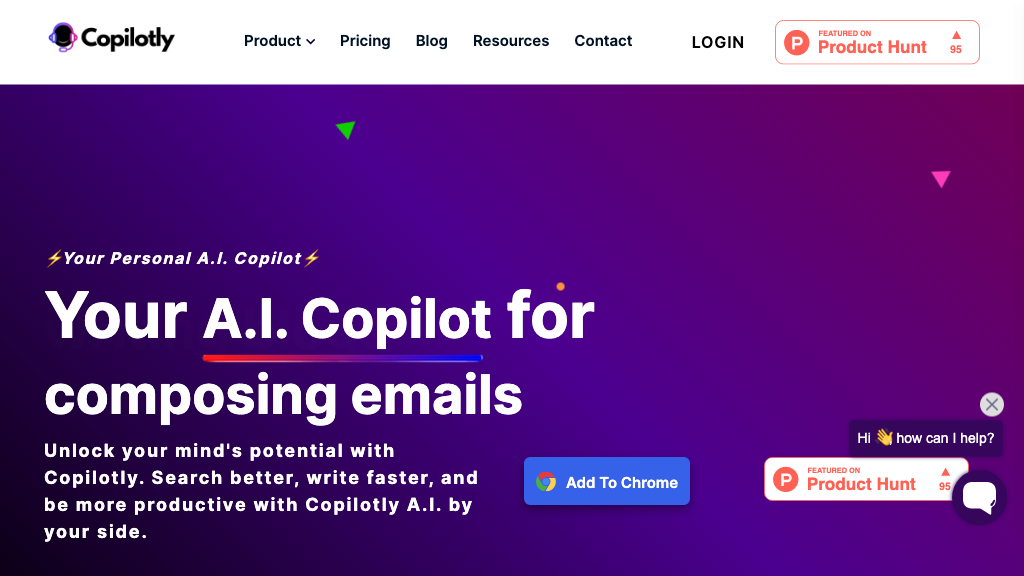 Copilotly
Product
Pricing
Blog
Resources
Contact
LOGIN
P
FEATURED ON
Product Hunt
95
⚡Your Personal A.I. Copilot⚡
Your A.I. Copilot for
composing emails
Unlock your mind's potential with
Copilotly. Search better, write faster, and
be more productive with Copilotly A.I. by
your side.
Add To Chrome
Hi 👋 how can I help?
P
FEATURED ON
Product Hunt
95